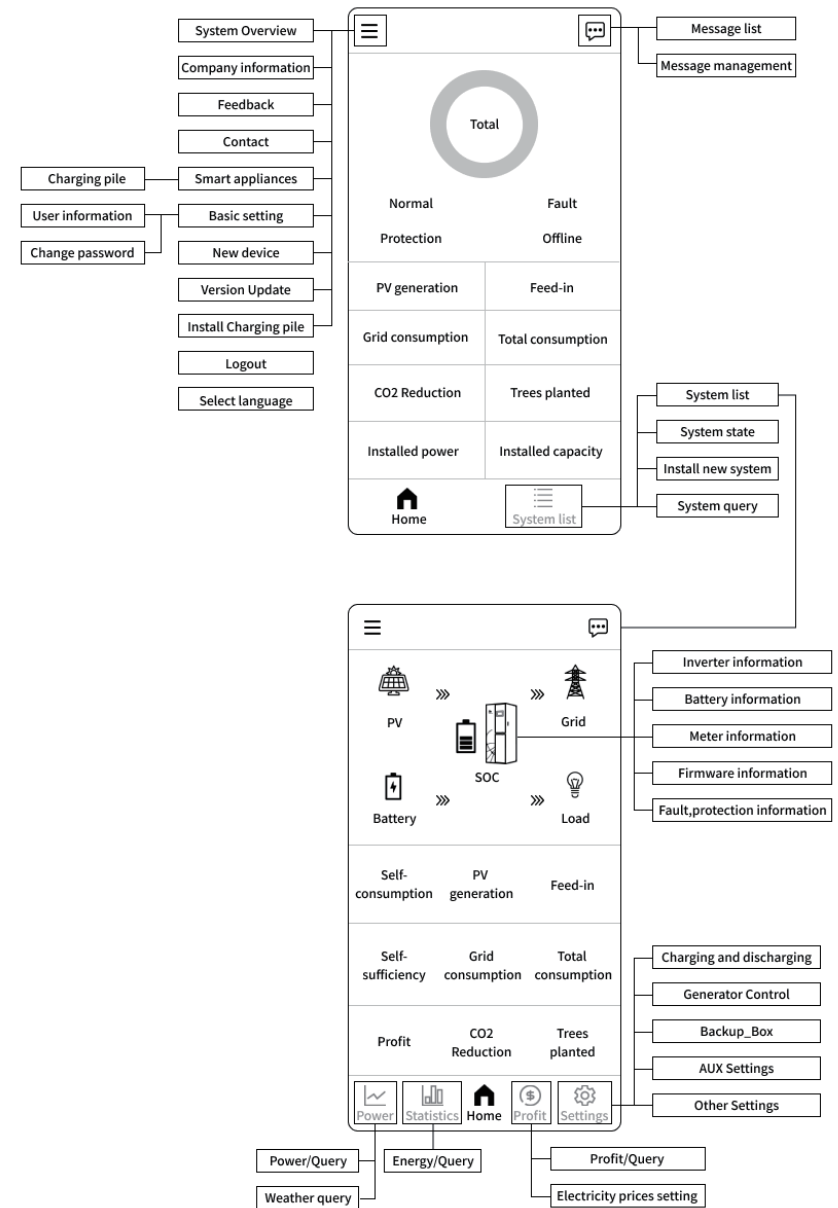 System Overview
Company information
Feedback
Contact
Charging pile
Smart appliances
User information
Basic setting
Change password
New device
Version Update
Install Charging pile
Logout
Select language
Message list
Message management
Total
Normal
Fault
Protection
Offline
PV generation
Feed-in
Grid consumption
Total consumption
CO2 Reduction
Trees planted
Installed power
Installed capacity
Home
System list
System list
System state
Install new system
System query
PV
Grid
SOC
Battery
Load
Inverter information
Battery information
Meter information
Firmware information
Fault,protection information
Self-
consumption
PV
generation
Feed-in
Self-
sufficiency
Grid
consumption
Total
consumption
Profit
CO2
Reduction
Trees
planted
Power
Statistics
Home
Profit
Settings
Charging and discharging
Generator Control
Backup_Box
AUX Settings
Other Settings
Power/Query
Weather query
Energy/Query
Profit/Query
Electricity prices setting